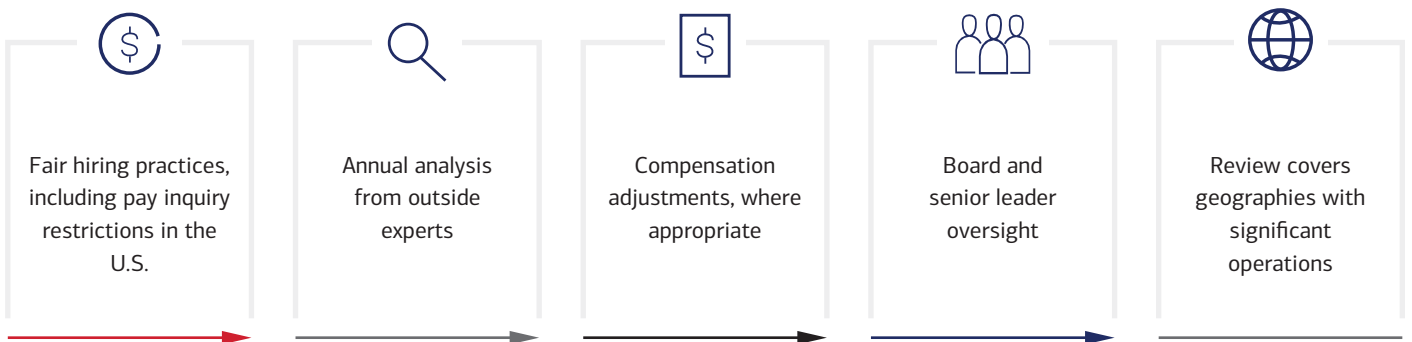 $
Fair hiring practices,
including pay inquiry
restrictions in the
U.S.
Annual analysis
from outside
experts
$
Compensation
adjustments, where
appropriate
Board and
senior leader
oversight
Review covers
geographies with
significant
operations